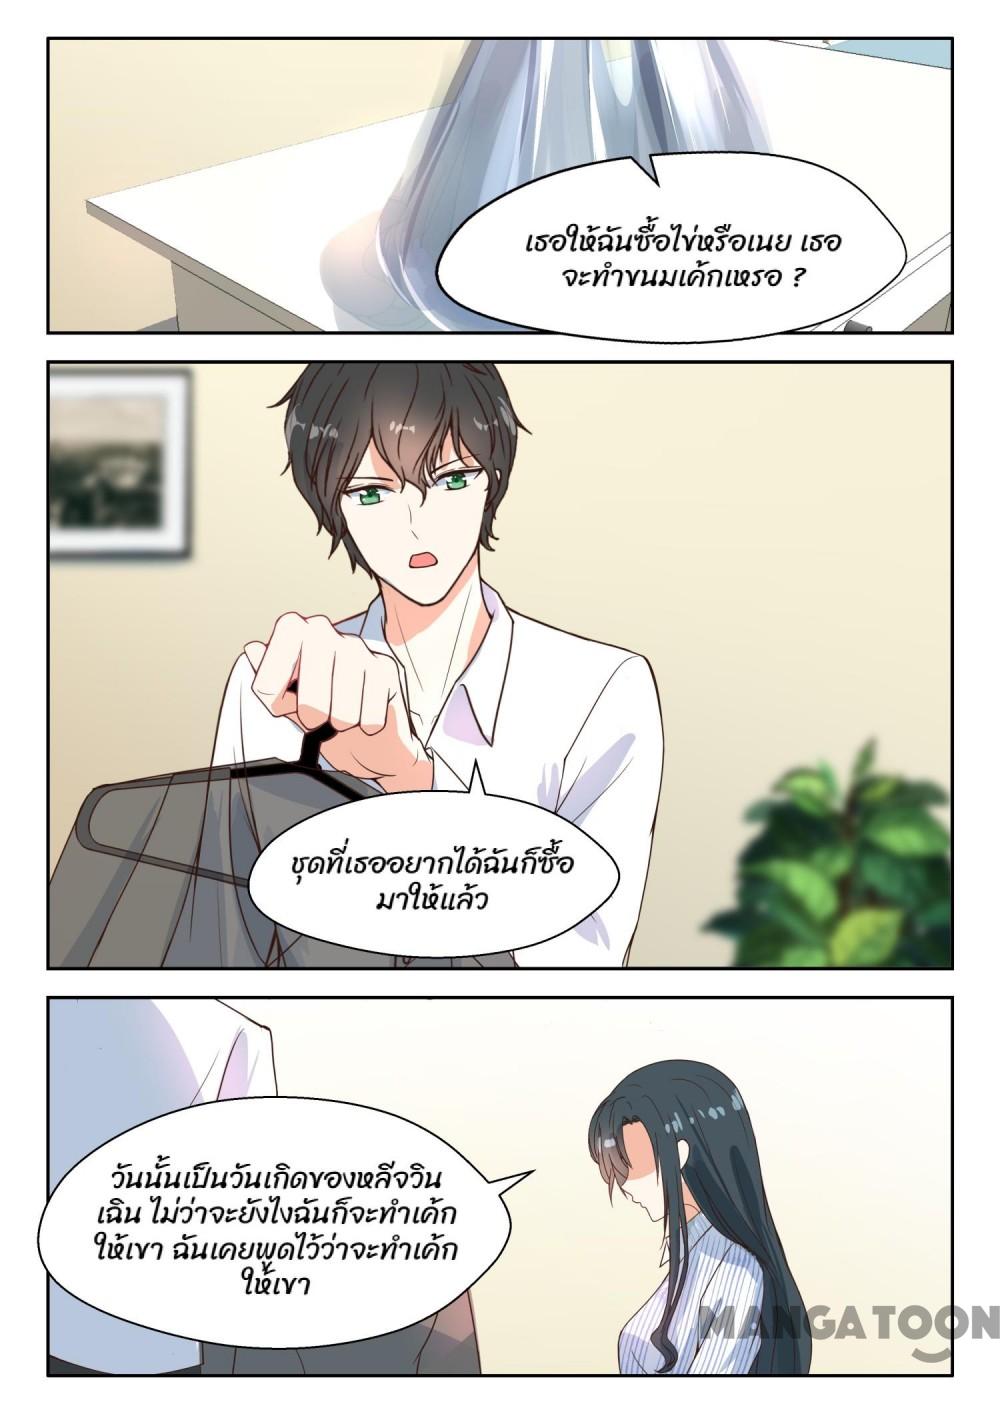 เธอให้ฉันซื้อไข่หรือเนย เธอ
จะทำขนมเค้กเหรอ ?
ชุดที่เธออยากได้ฉันก็ซื้อ
มาให้แล้ว
วันนั้นเป็นวันเกิดของหลีจวิน
เฉิน ไม่ว่าจะยังไงฉันก็จะทำเค้ก
ให้เขา ฉันเคยพูดไว้ว่าจะทำเค้ก
ให้เขา
MANGATOON